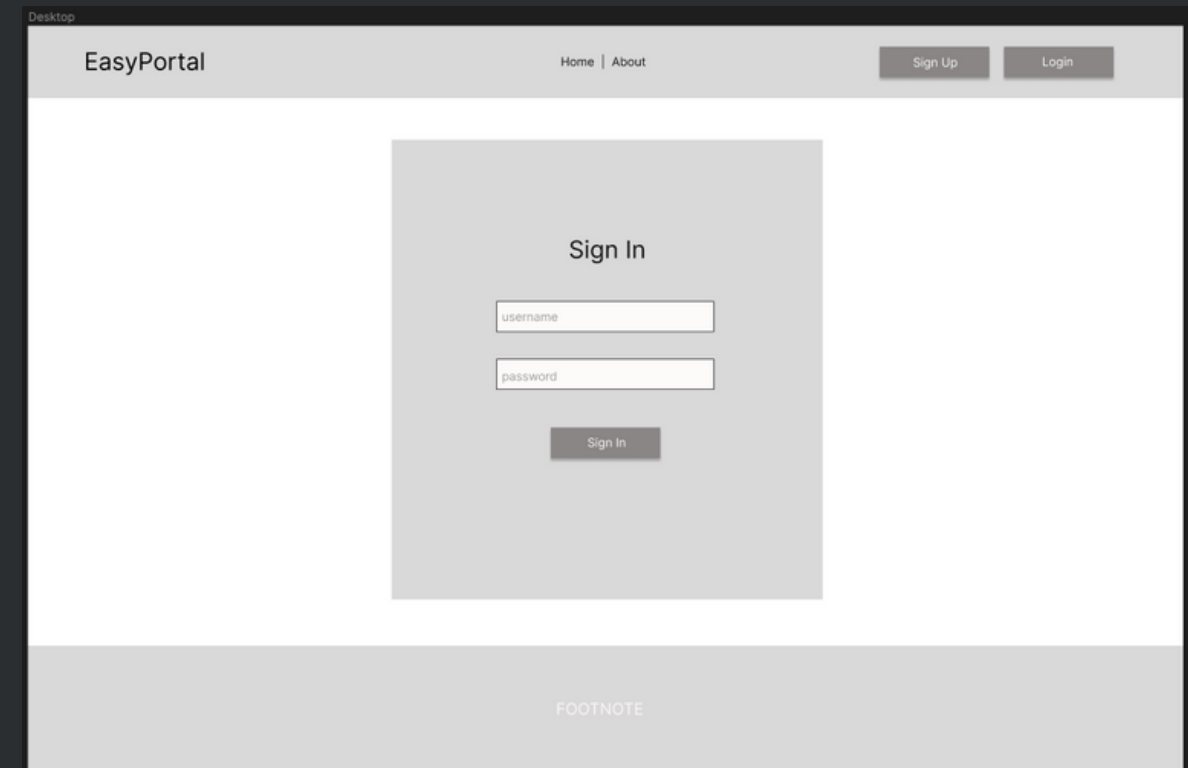 Desktop
EasyPortal
Home | About
Sign Up
Login
Sign In
username
password
Sign In
FOOTNOTE